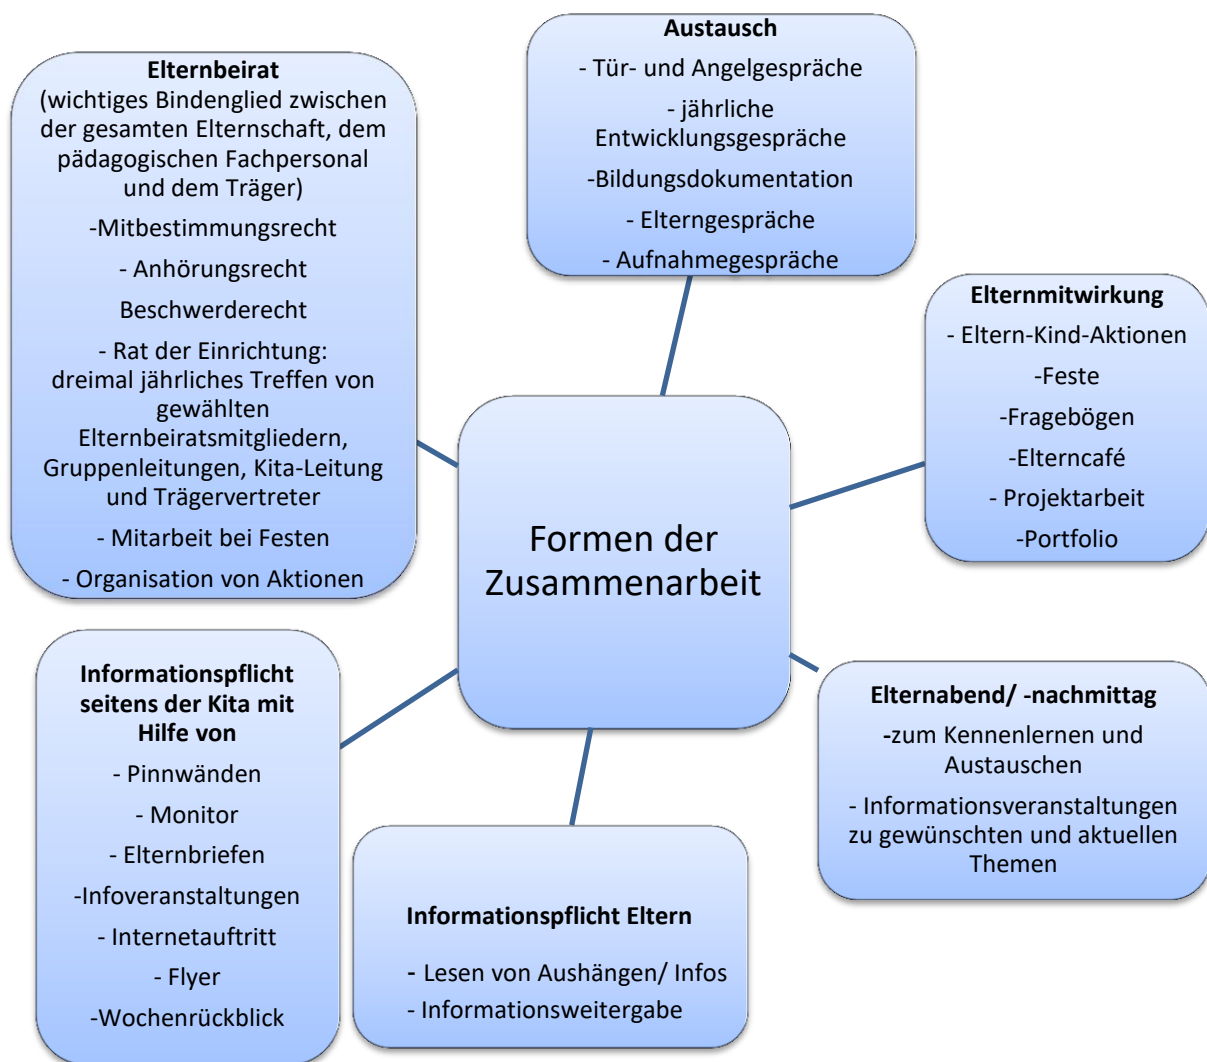 Austausch
- Tür- und Angelgespräche
- jährliche
Entwicklungsgespräche
-Bildungsdokumentation
- Elterngespräche
- Aufnahmegespräche
Elternbeirat
(wichtiges Bindenglied zwischen
der gesamten Elternschaft, dem
pädagogischen Fachpersonal
und dem Träger)
-Mitbestimmungsrecht
- Anhörungsrecht
Beschwerderecht
- Rat der Einrichtung:
dreimal jährliches Treffen von
gewählten
Elternbeiratsmitgliedern,
Gruppenleitungen, Kita-Leitung
und Trägervertreter
- Mitarbeit bei Festen
- Organisation von Aktionen
Elternmitwirkung
- Eltern-Kind-Aktionen
-Feste
-Fragebögen
-Elterncafé
- Projektarbeit
-Portfolio
Formen der
Zusammenarbeit
Informationspflicht
seitens der Kita mit
Hilfe von
- Pinnwänden
- Monitor
- Elternbriefen
-Infoveranstaltungen
- Internetauftritt
- Flyer
-Wochenrückblick
Elternabend/ -nachmittag
-zum Kennenlernen und
Austauschen
- Informationsveranstaltungen
zu gewünschten und aktuellen
Themen
Informationspflicht Eltern
- Lesen von Aushängen/ Infos
- Informationsweitergabe